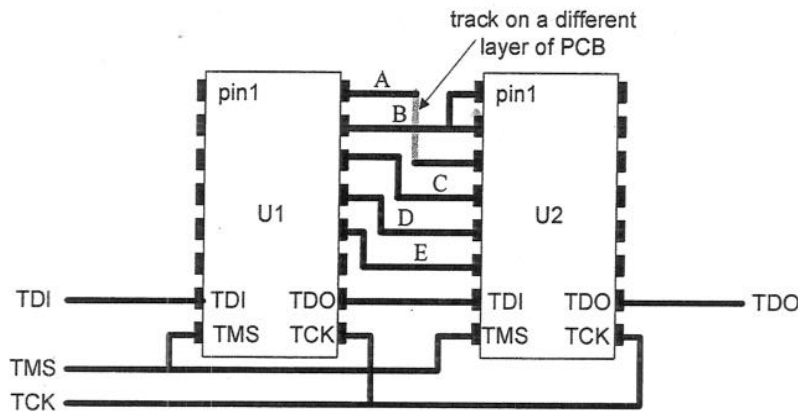 track on a different
layer of PCB
A
pin1
pin1
B
C
U1
U2
D
E
TDI
TDI
TDO
TDI
TDO
TDO
TMS
TCK
TMS
TCK
TMS
TCK